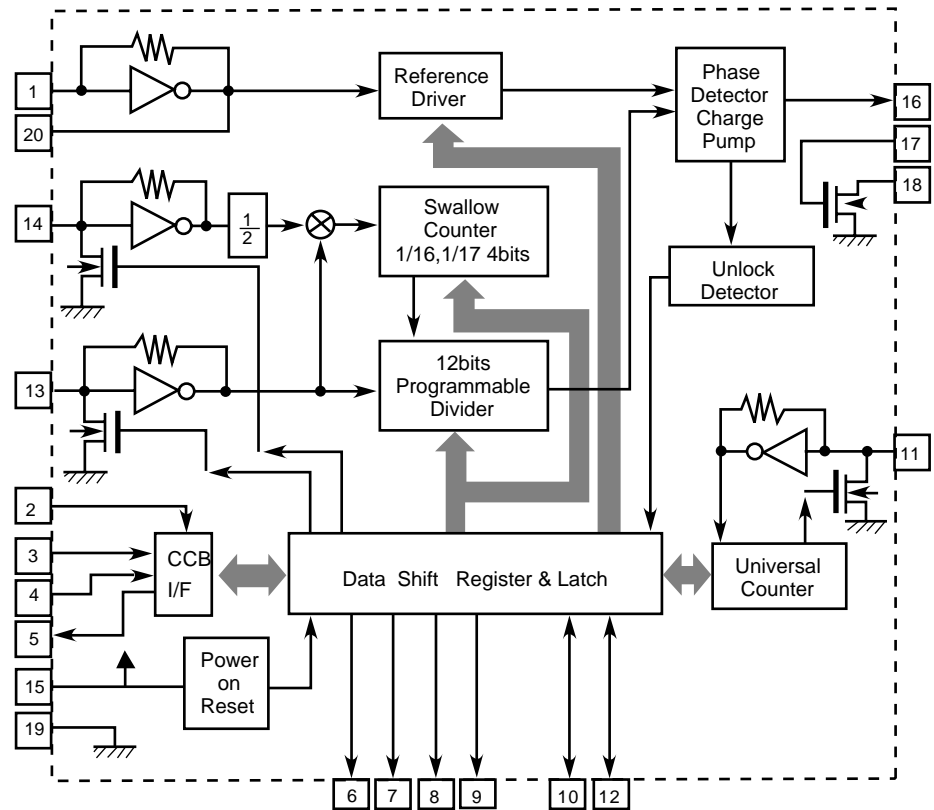 1
Reference
Driver
Phase
Detector
Charge
Pump
16
20
17
18
14
1
2
Swallow
Counter
1/16,1/17 4bits
Unlock
Detector
13
12bits
Programmable
Divider
11
2
3
4
5
CCB
I/F
Data Shift Register & Latch
Universal
Counter
15
Power
on
Reset
19
6
7
8
9
10
12